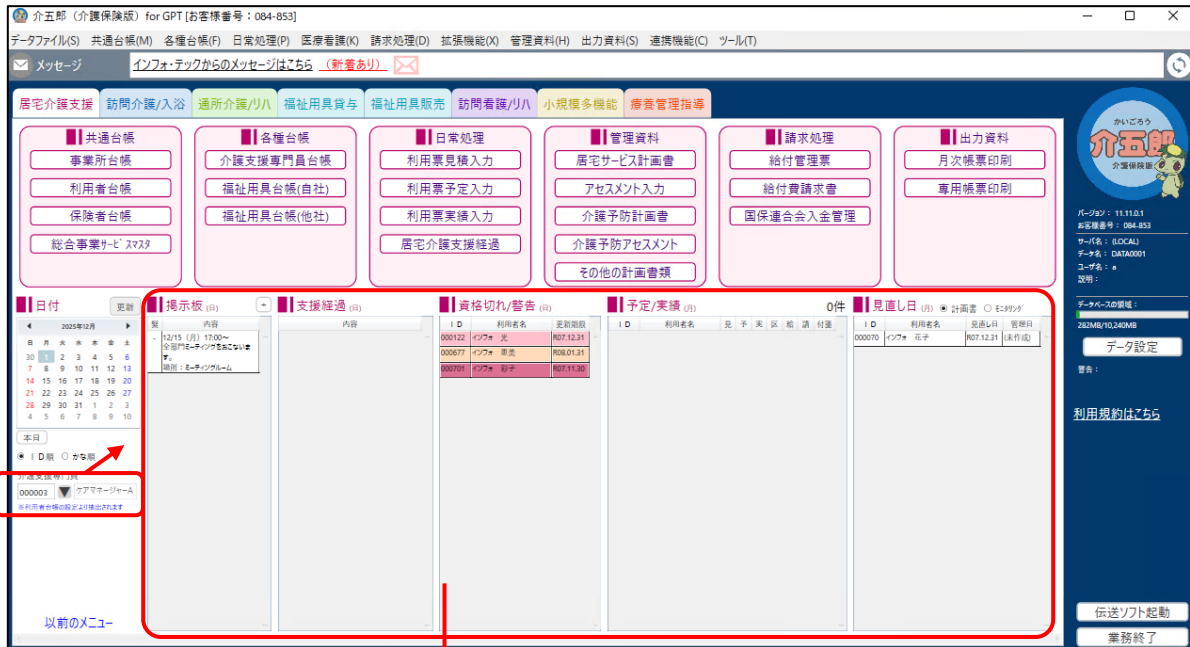 介五郎（介護保険版）for GPT [お客様番号：084-853]
データファイル(S) 共通台帳(M) 各種台帳(F) 日常処理(P) 医療看護(K) 請求処理(D) 拡張機能(X) 管理資料(H) 出力資料(S) 連携機能(C) ツール(T)
メッセージ インフォ・テックからのメッセージはこちら （新着あり）
居宅介護支援 訪問介護/入浴 通所介護/リハ 福祉用具貸与 福祉用具販売 訪問看護/リハ 小規模多機能 療養管理指導
共通台帳 各種台帳 日常処理 管理資料 請求処理 出力資料
事業所台帳 介護支援専門員台帳 利用票見積入力 居宅サービス計画書 給付管理票 月次帳票印刷
利用者台帳 福祉用具台帳(自社) 利用票予定入力 アセスメント入力 給付費請求書 専用帳票印刷
保険者台帳 福祉用具台帳(他社) 利用票実績入力 介護予防計画書 国保連合会入金管理
総合事業サービスマスタ 居宅介護支援経過 介護予防アセスメント
その他の計画書類
かいごろう
介五郎
介護保険版
バージョン： 11.11.0.1
お客様番号： 084-853
サーバ名： (LOCAL)
データ名： DATA0001
ユーザ名： a
説明：
データベースの領域：
282MB/10,240MB
データ設定
警告：
利用規約はこちら
伝送ソフト起動
業務終了
日付 更新
2025年12月
日 月 火 水 木 金 土
30 1 2 3 4 5 6
7 8 9 10 11 12 13
14 15 16 17 18 19 20
21 22 23 24 25 26 27
28 29 30 31 1 2 3
4 5 6 7 8 9 10
本日
ＩＤ順 かな順
介護支援専門員
000003 ケアマネージャーA
※利用者台帳の設定より抽出されます
以前のメニュー
掲示板 (日)
緊 内容
12/15（月）17:00～
全部門ミーティングをおこないま
す。
場所：ミーティングルーム
支援経過 (日)
内容
資格切れ/警告 (日)
ＩＤ 利用者名 更新期限
000122 インフォ 光 R07.12.31
000677 インフォ 恵美 R08.01.31
000701 インフォ 彩子 R07.11.30
予定/実績 (月) 0件
ＩＤ 利用者名 見 予 実 区 給 請 付箋
見直し日 (月) 計画書 モニタリング
ＩＤ 利用者名 見直し日 管理日
000070 インフォ 花子 R07.12.31 (未作成)